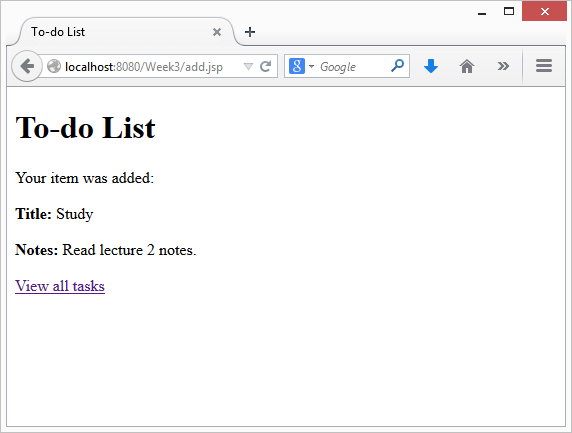 To-do List
localhost:8080/Week3/add.jsp
8 Google
To-do List
Your item was added:
Title: Study
Notes: Read lecture 2 notes.
View all tasks